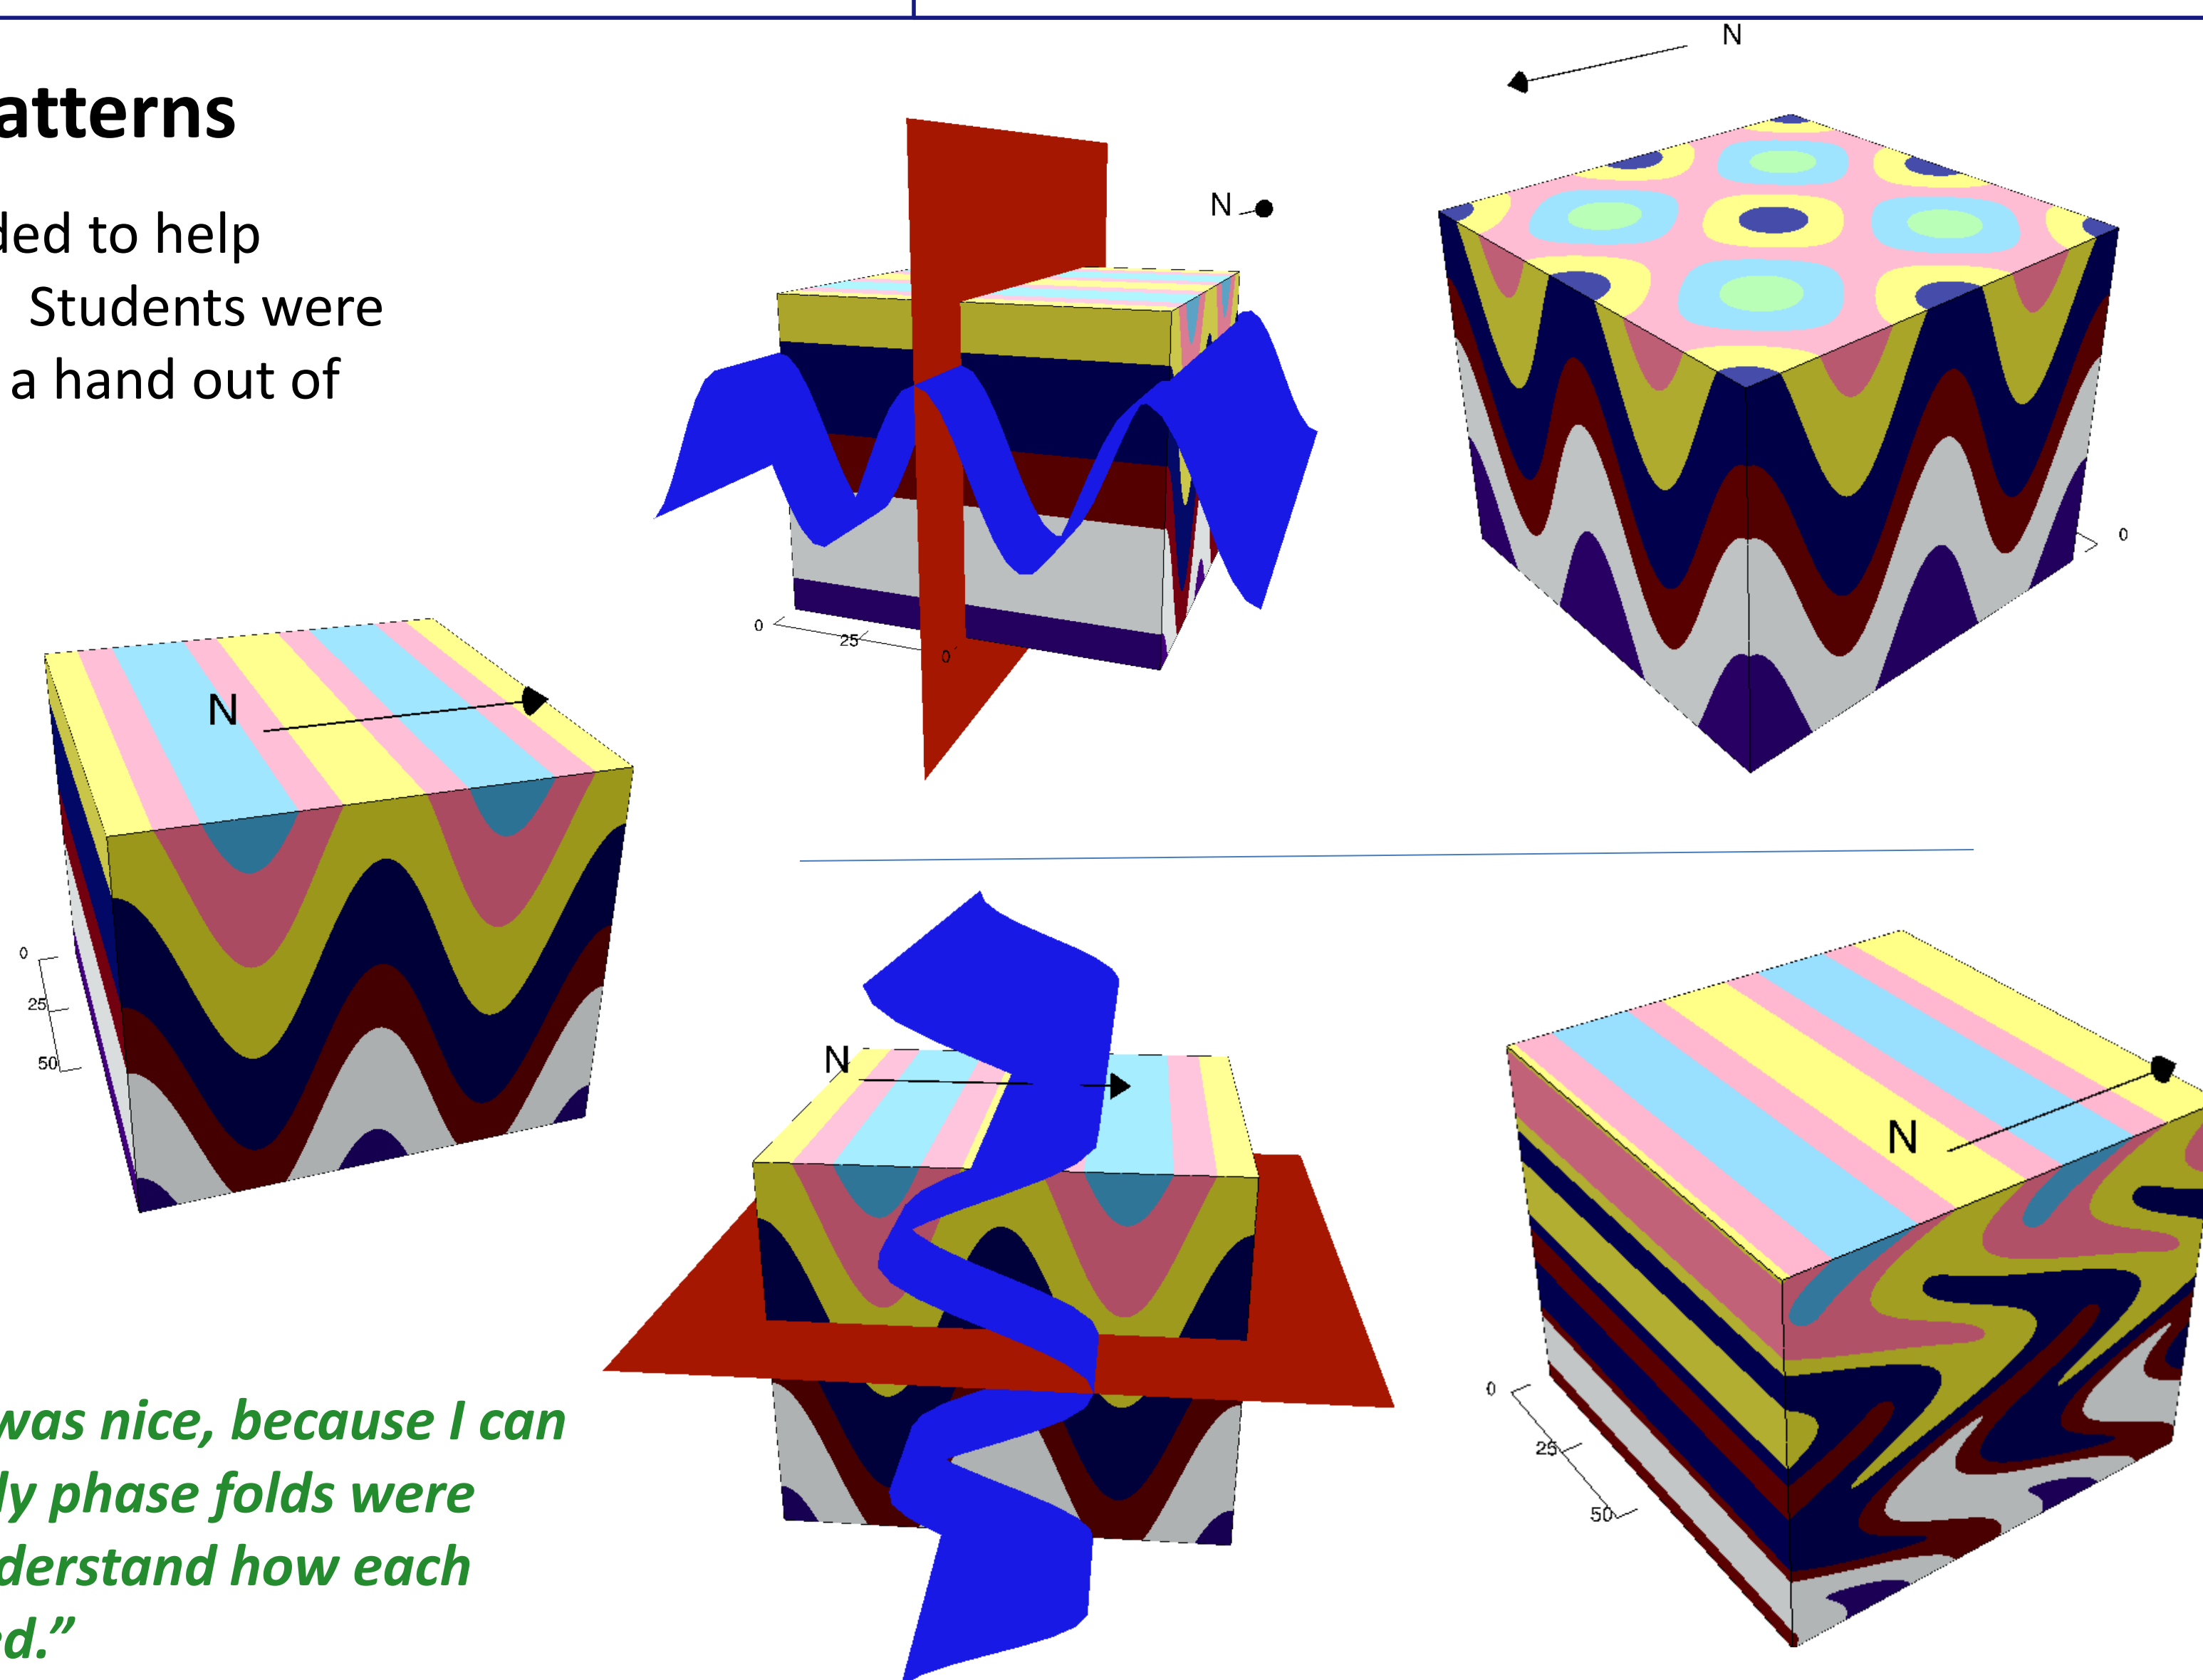 atterns
ded to help
Students were
a hand out of
N
N
0
25
0
N
0
N
0
25
50
N
N
0
25
50
was nice, because I can
ly phase folds were
derstand how each
ed.”